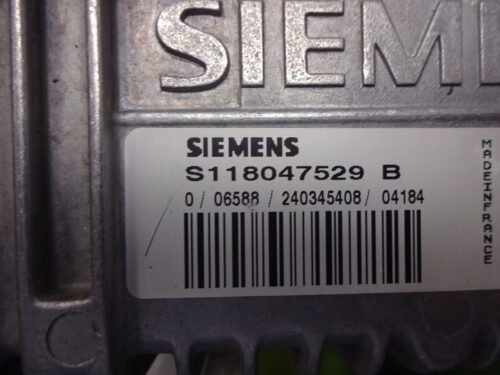 SIEM
SIEMENS
S118047529 B
0 / 06588 / 240345408 / 04184
MADEINFRANCE